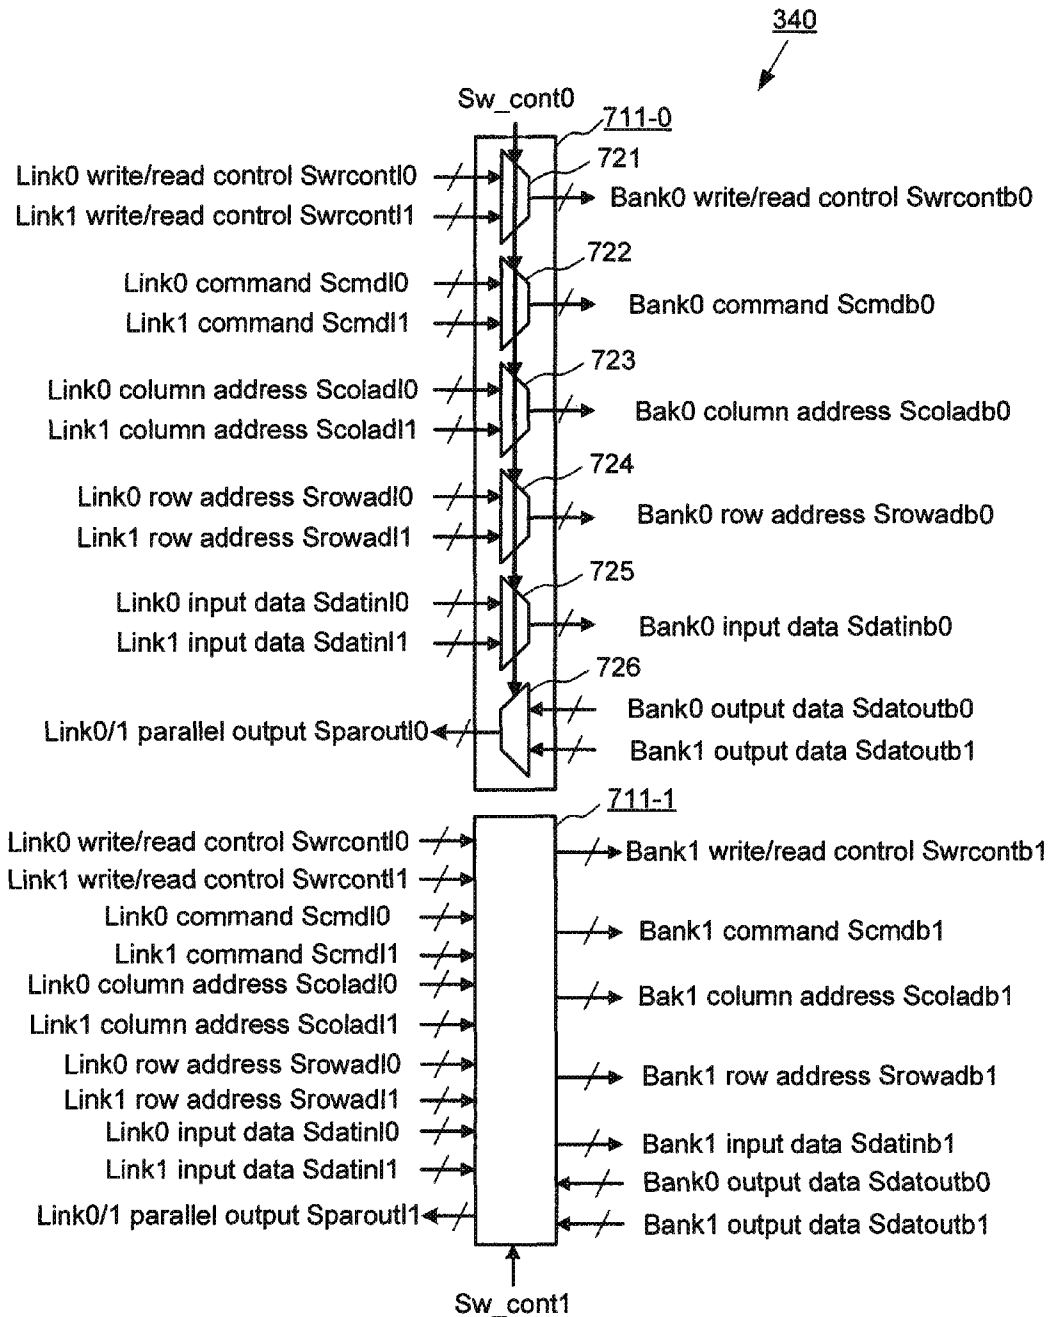 340
Sw_cont0
711-0
721
Link0 write/read control Swrcontl0
Bank0 write/read control Swrcontb0
Link1 write/read control Swrcontl1
722
Link0 command Scmdl0
Bank0 command Scmdb0
Link1 command Scmdl1
723
Link0 column address Scoladl0
Bak0 column address Scoladb0
Link1 column address Scoladl1
724
Link0 row address Srowadl0
Bank0 row address Srowadb0
Link1 row address Srowadl1
725
Link0 input data Sdatinl0
Bank0 input data Sdatinb0
Link1 input data Sdatinl1
726
Bank0 output data Sdatoutb0
Link0/1 parallel output Sparoutl0
Bank1 output data Sdatoutb1
711-1
Link0 write/read control Swrcontl0
Bank1 write/read control Swrcontb1
Link1 write/read control Swrcontl1
Link0 command Scmdl0
Bank1 command Scmdb1
Link1 command Scmdl1
Link0 column address Scoladl0
Bak1 column address Scoladb1
Link1 column address Scoladl1
Link0 row address Srowadl0
Bank1 row address Srowadb1
Link1 row address Srowadl1
Link0 input data Sdatinl0
Bank1 input data Sdatinb1
Link1 input data Sdatinl1
Bank0 output data Sdatoutb0
Link0/1 parallel output Sparoutl1
Bank1 output data Sdatoutb1
Sw_cont1